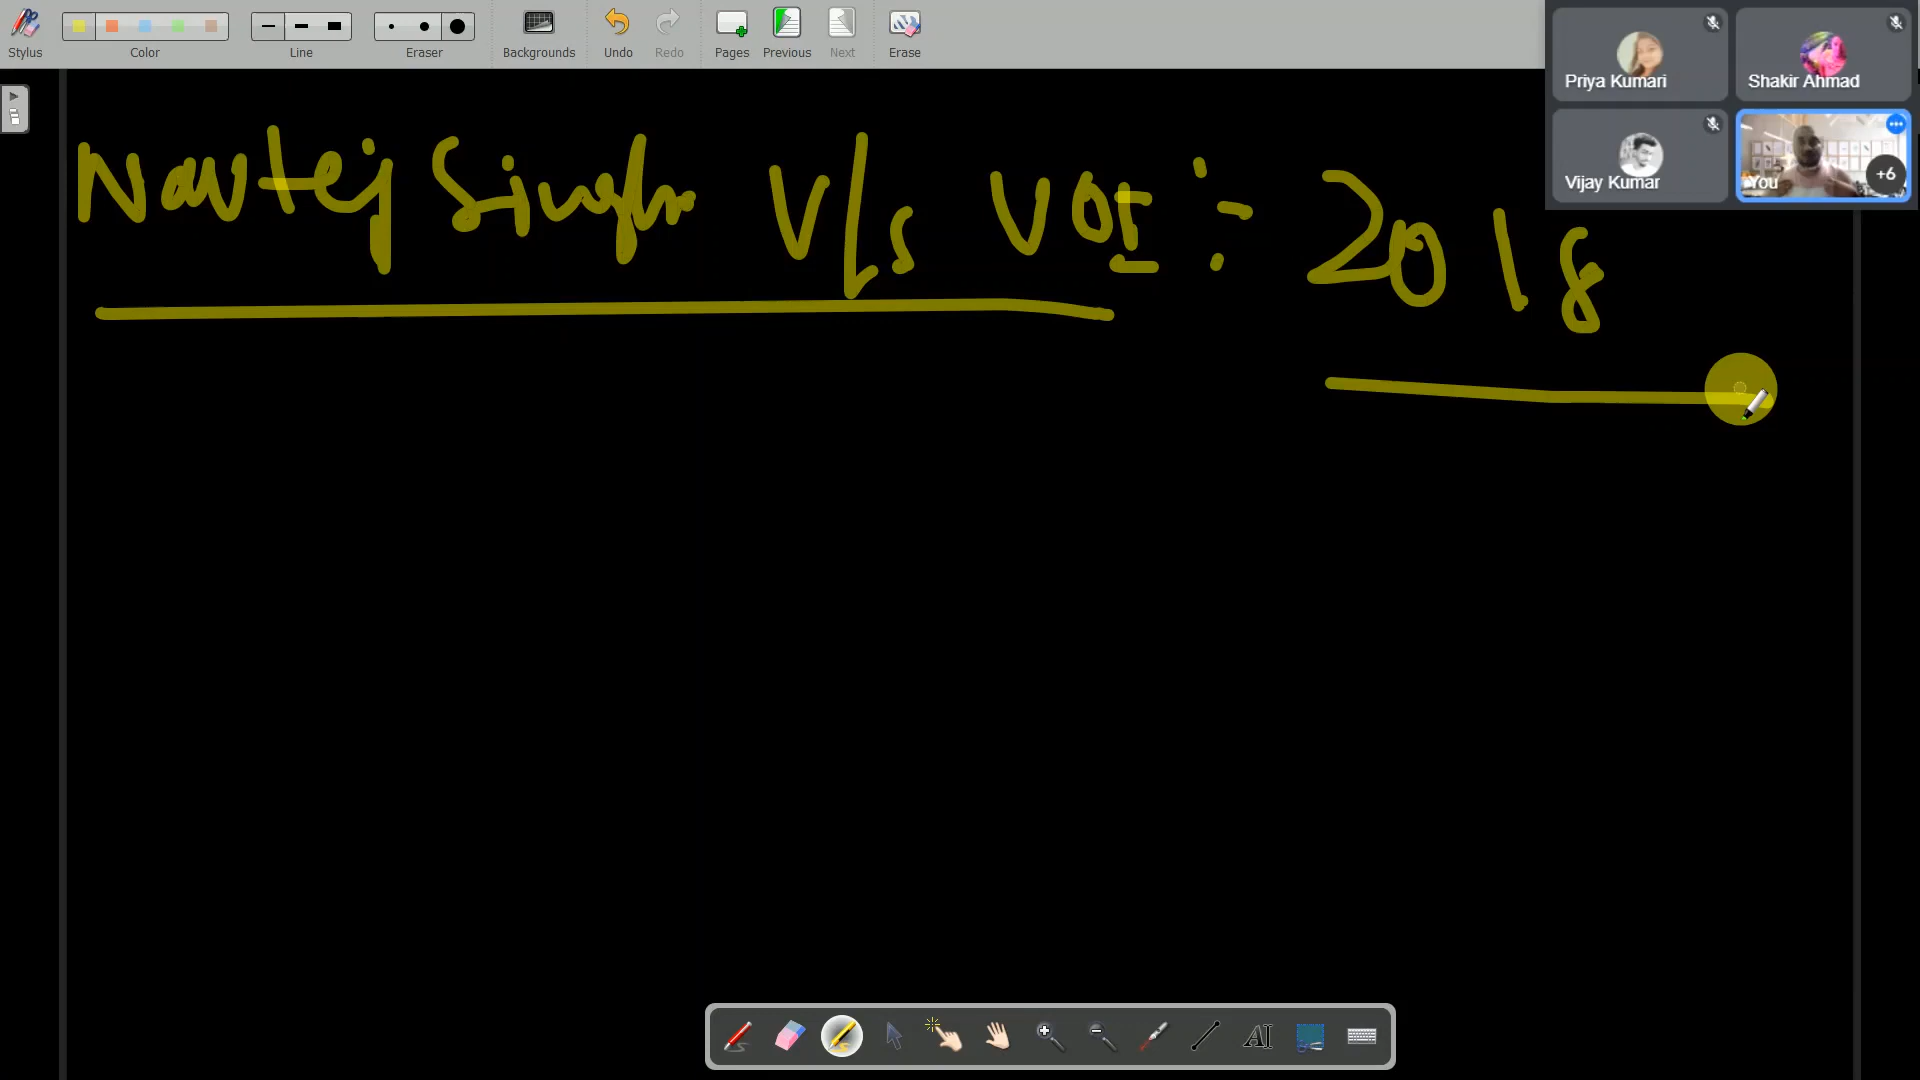 Stylus Color Line Eraser Backgrounds Undo Redo Pages Previous Next Erase
Priya Kumari
Shakir Ahmad
Vijay Kumar
You
+6
Navtej Singh V/s UOI :- 2018
AI